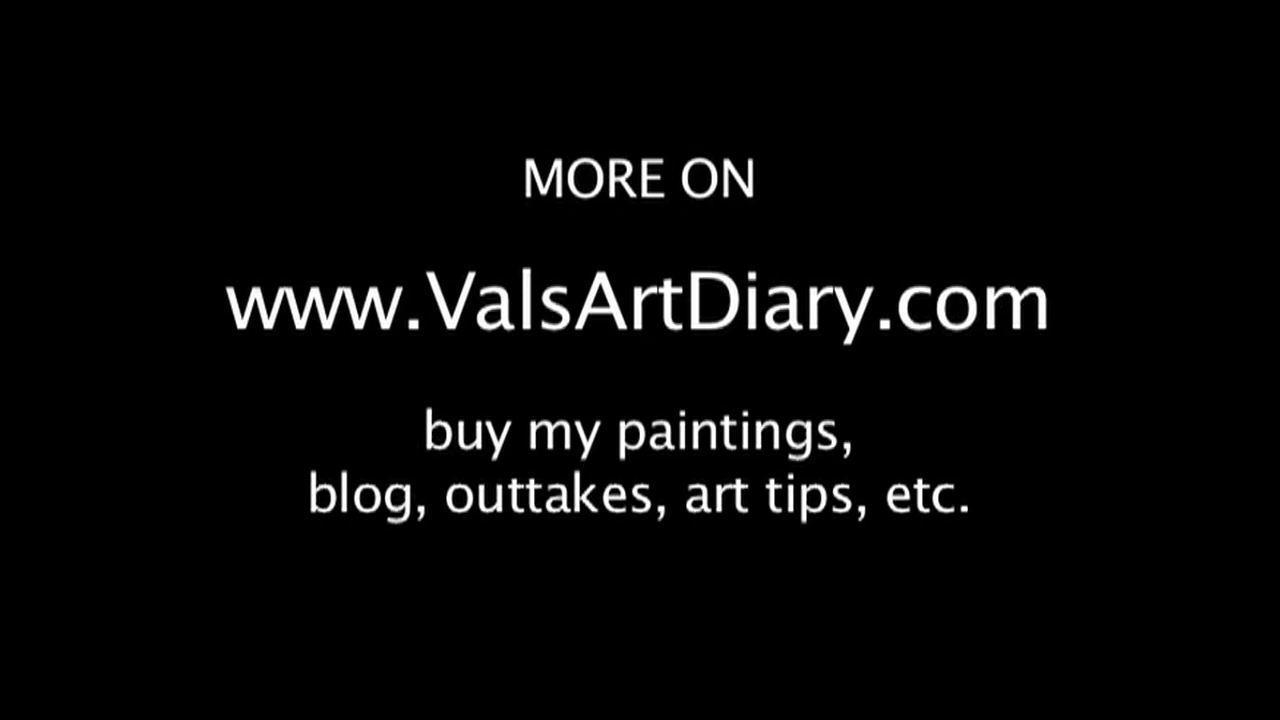 MORE ON
www.ValsArtDiary.com
buy my paintings,
blog, outtakes, art tips, etc.